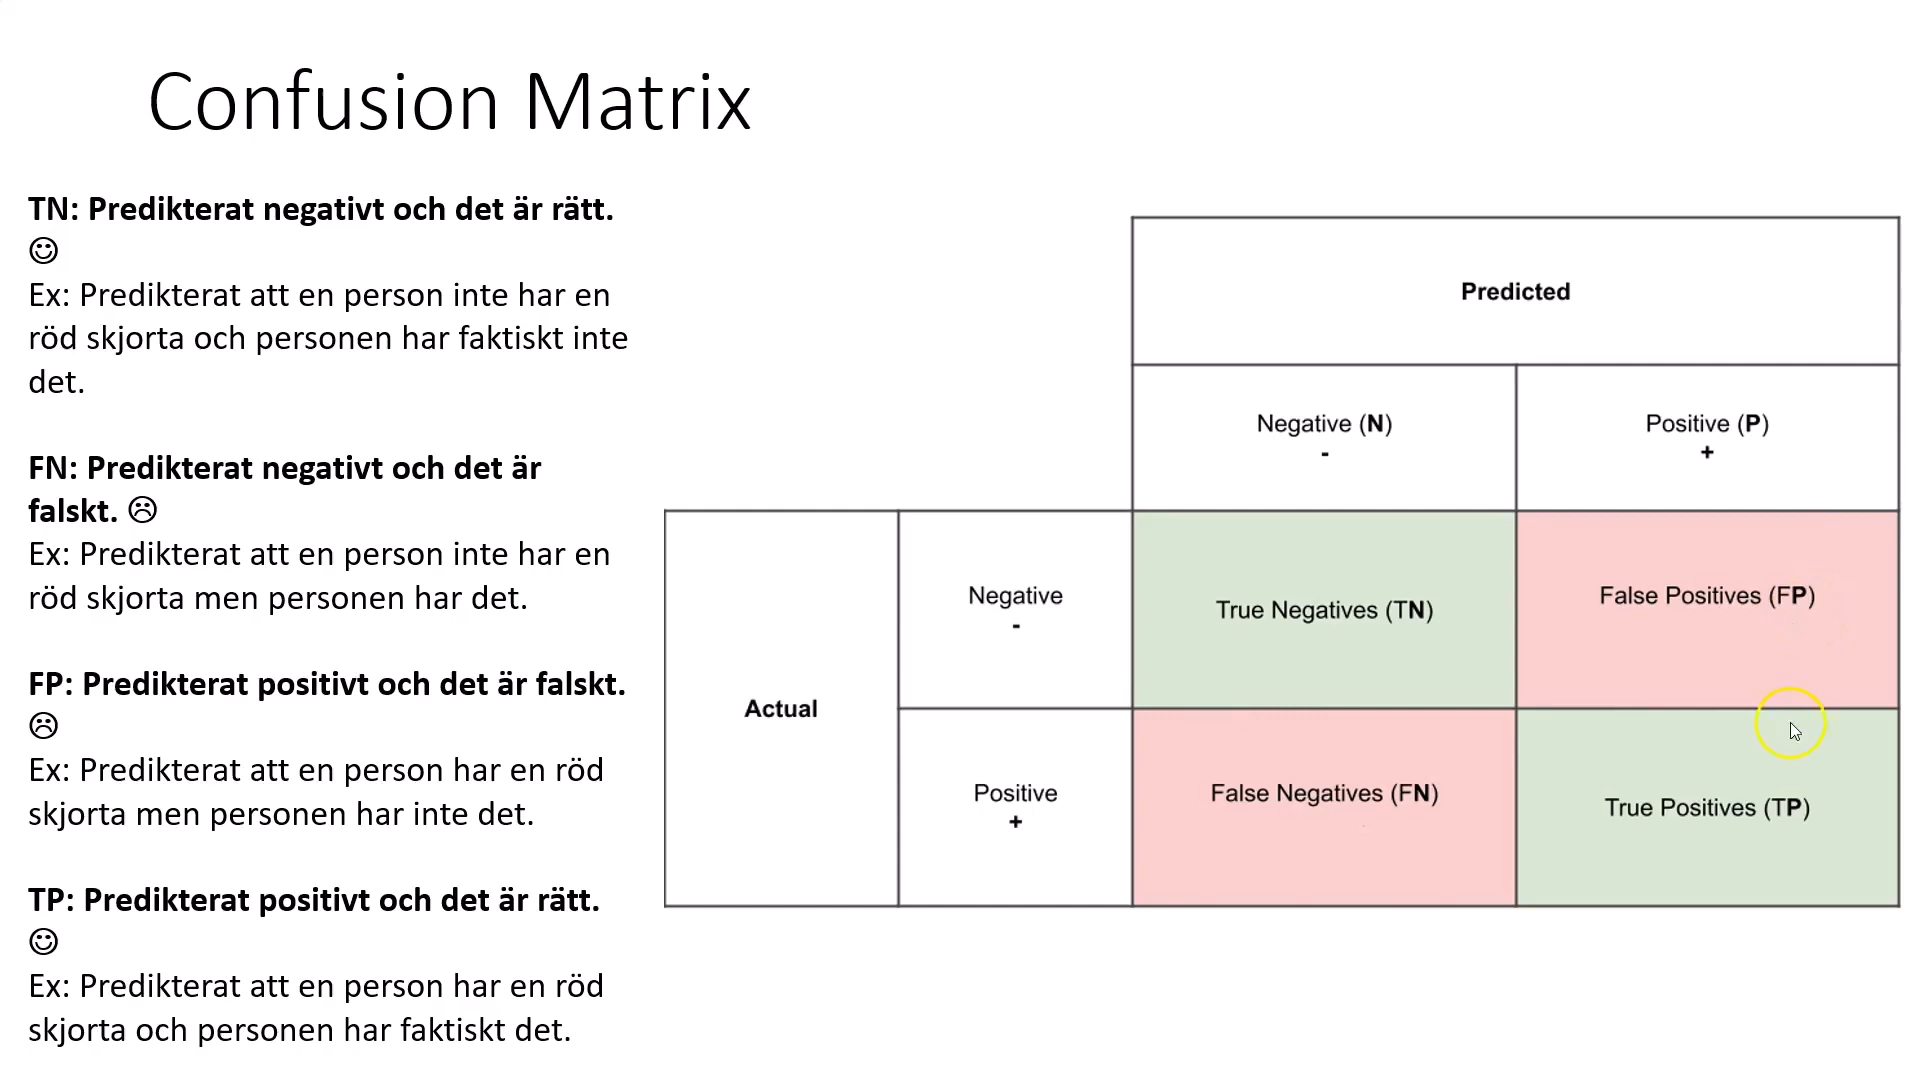 Confusion Matrix
TN: Predikterat negativt och det är rätt.
☺
Ex: Predikterat att en person inte har en
röd skjorta och personen har faktiskt inte
det.
FN: Predikterat negativt och det är
falskt. ☹
Ex: Predikterat att en person inte har en
röd skjorta men personen har det.
FP: Predikterat positivt och det är falskt.
☹
Ex: Predikterat att en person har en röd
skjorta men personen har inte det.
TP: Predikterat positivt och det är rätt.
☺
Ex: Predikterat att en person har en röd
skjorta och personen har faktiskt det.
Predicted
Negative (N)
-
Positive (P)
+
Actual
Negative
-
True Negatives (TN)
False Positives (FP)
Positive
+
False Negatives (FN)
True Positives (TP)